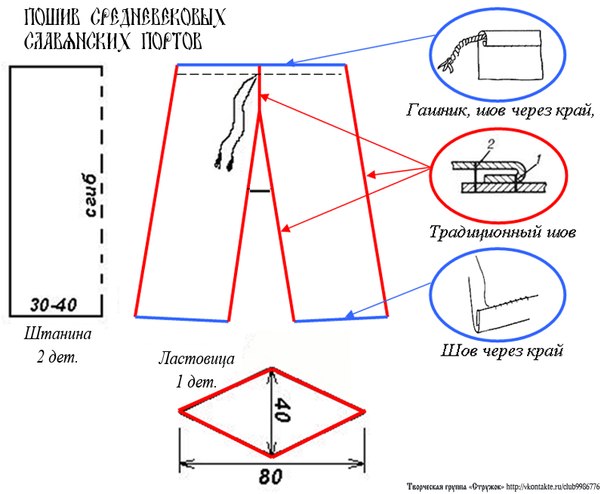 ПОШИВ СРЕДНЕВЕКОВЫХ
СЛАВЯНСКИХ ПОРТОВ
Гашник, шов через край,
сгиб
2
1
Традиционный шов
30-40
Штанина
2 дет.
Шов через край
Ластовица
1 дет.
40
80
Творческая группа «Стружок» http://vkontakte.ru/club9986776